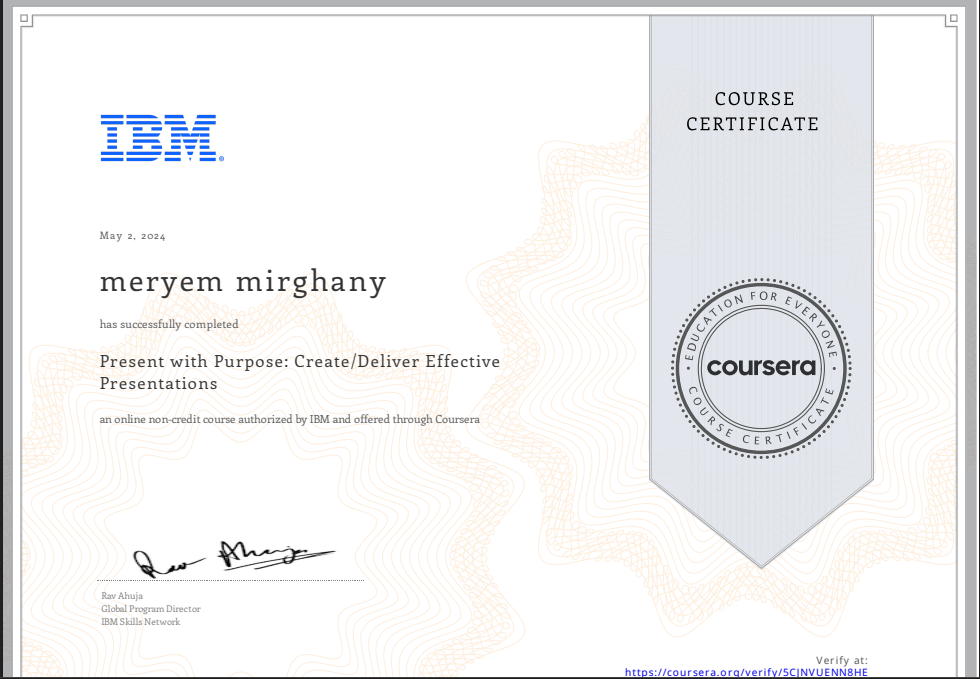 IBM®
May 2, 2024
meryem mirghany
has successfully completed
Present with Purpose: Create/Deliver Effective
Presentations
an online non-credit course authorized by IBM and offered through Coursera
Rav Ahuja
Rav Ahuja
Global Program Director
IBM Skills Network
COURSE
CERTIFICATE
EDUCATION FOR EVERYONE
coursera
COURSE CERTIFICATE
Verify at:
https://coursera.org/verify/5CJNVUENN8HE